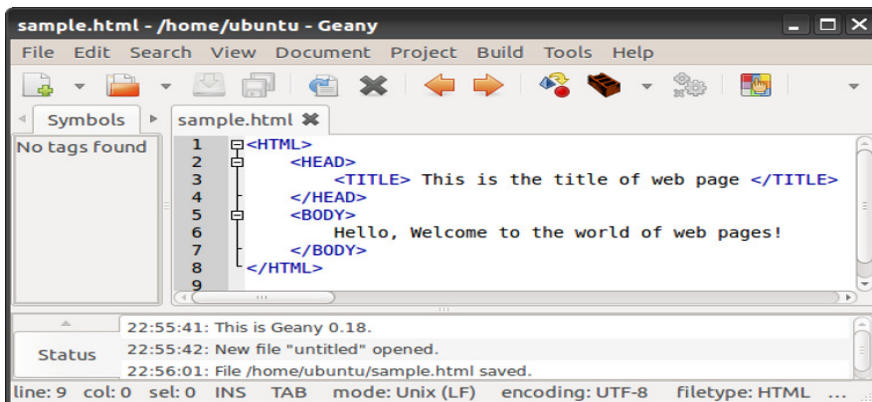 sample.html - /home/ubuntu - Geany
File Edit Search View Document Project Build Tools Help
Symbols
sample.html
No tags found
1 <HTML>
2 <HEAD>
3 <TITLE> This is the title of web page </TITLE>
4 </HEAD>
5 <BODY>
6 Hello, Welcome to the world of web pages!
7 </BODY>
8 </HTML>
9
Status
22:55:41: This is Geany 0.18.
22:55:42: New file "untitled" opened.
22:56:01: File /home/ubuntu/sample.html saved.
line: 9 col: 0 sel: 0 INS TAB mode: Unix (LF) encoding: UTF-8 filetype: HTML ...